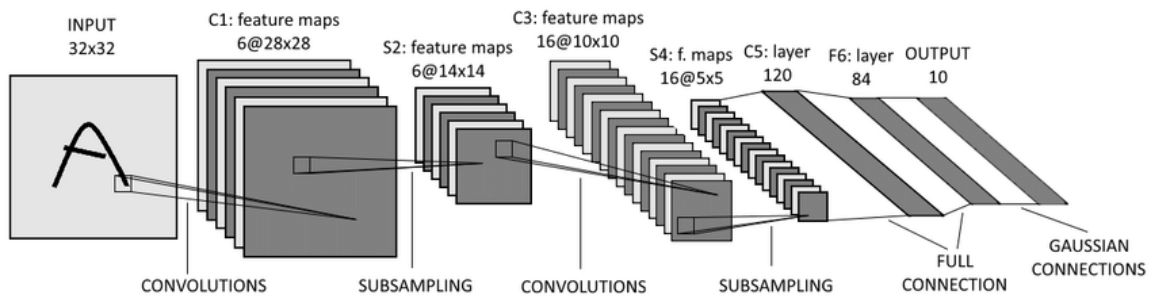 INPUT
32x32
C1: feature maps
6@28x28
S2: feature maps
6@14x14
C3: feature maps
16@10x10
S4: f. maps
16@5x5
C5: layer
120
F6: layer
84
OUTPUT
10
A
CONVOLUTIONS
SUBSAMPLING
CONVOLUTIONS
SUBSAMPLING
FULL
CONNECTION
GAUSSIAN
CONNECTIONS